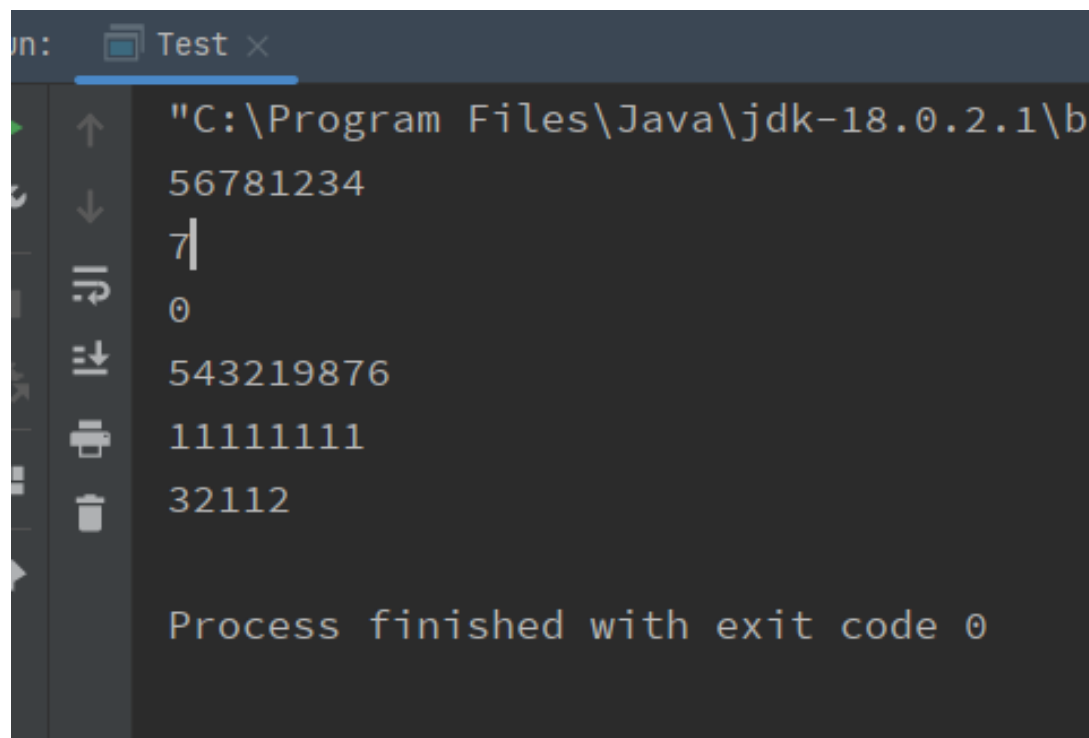 un: Test
"C:\Program Files\Java\jdk-18.0.2.1\b
56781234
7
0
543219876
11111111
32112
Process finished with exit code 0